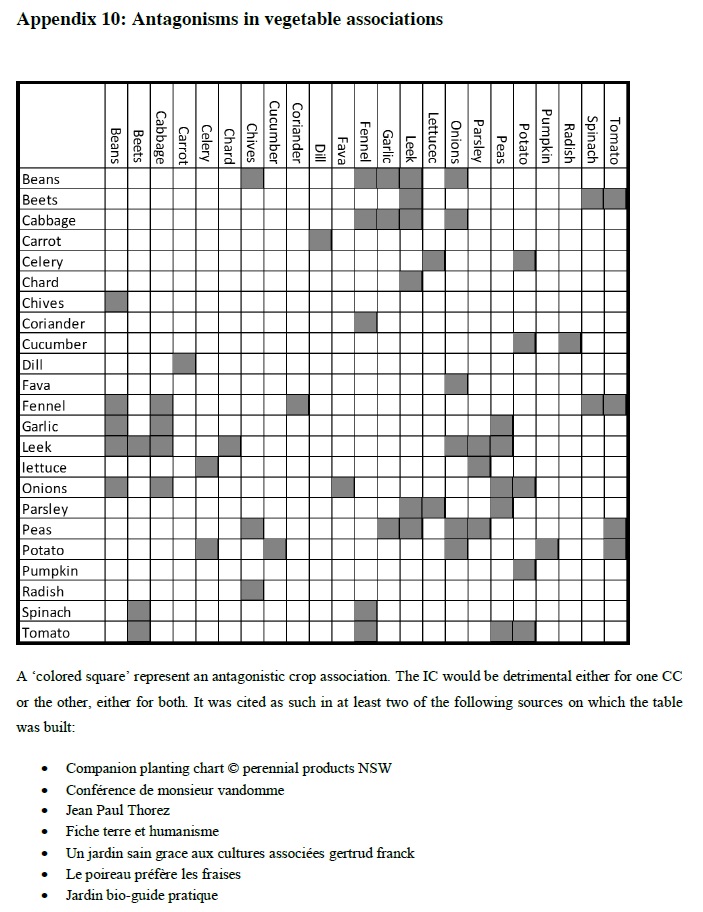 Appendix 10: Antagonisms in vegetable associations
Beans Beets Cabbage Carrot Celery Chard Chives Cucumber Coriander Dill Fava Fennel Garlic Leek Lettucec Onions Parsley Peas Potato Pumpkin Radish Spinach Tomato
Beans
Beets
Cabbage
Carrot
Celery
Chard
Chives
Coriander
Cucumber
Dill
Fava
Fennel
Garlic
Leek
lettuce
Onions
Parsley
Peas
Potato
Pumpkin
Radish
Spinach
Tomato
A ‘colored square’ represent an antagonistic crop association. The IC would be detrimental either for one CC
or the other, either for both. It was cited as such in at least two of the following sources on which the table
was built:
• Companion planting chart © perennial products NSW
• Conférence de monsieur vandomme
• Jean Paul Thorez
• Fiche terre et humanisme
• Un jardin sain grace aux cultures associées gertrud franck
• Le poireau préfère les fraises
• Jardin bio-guide pratique